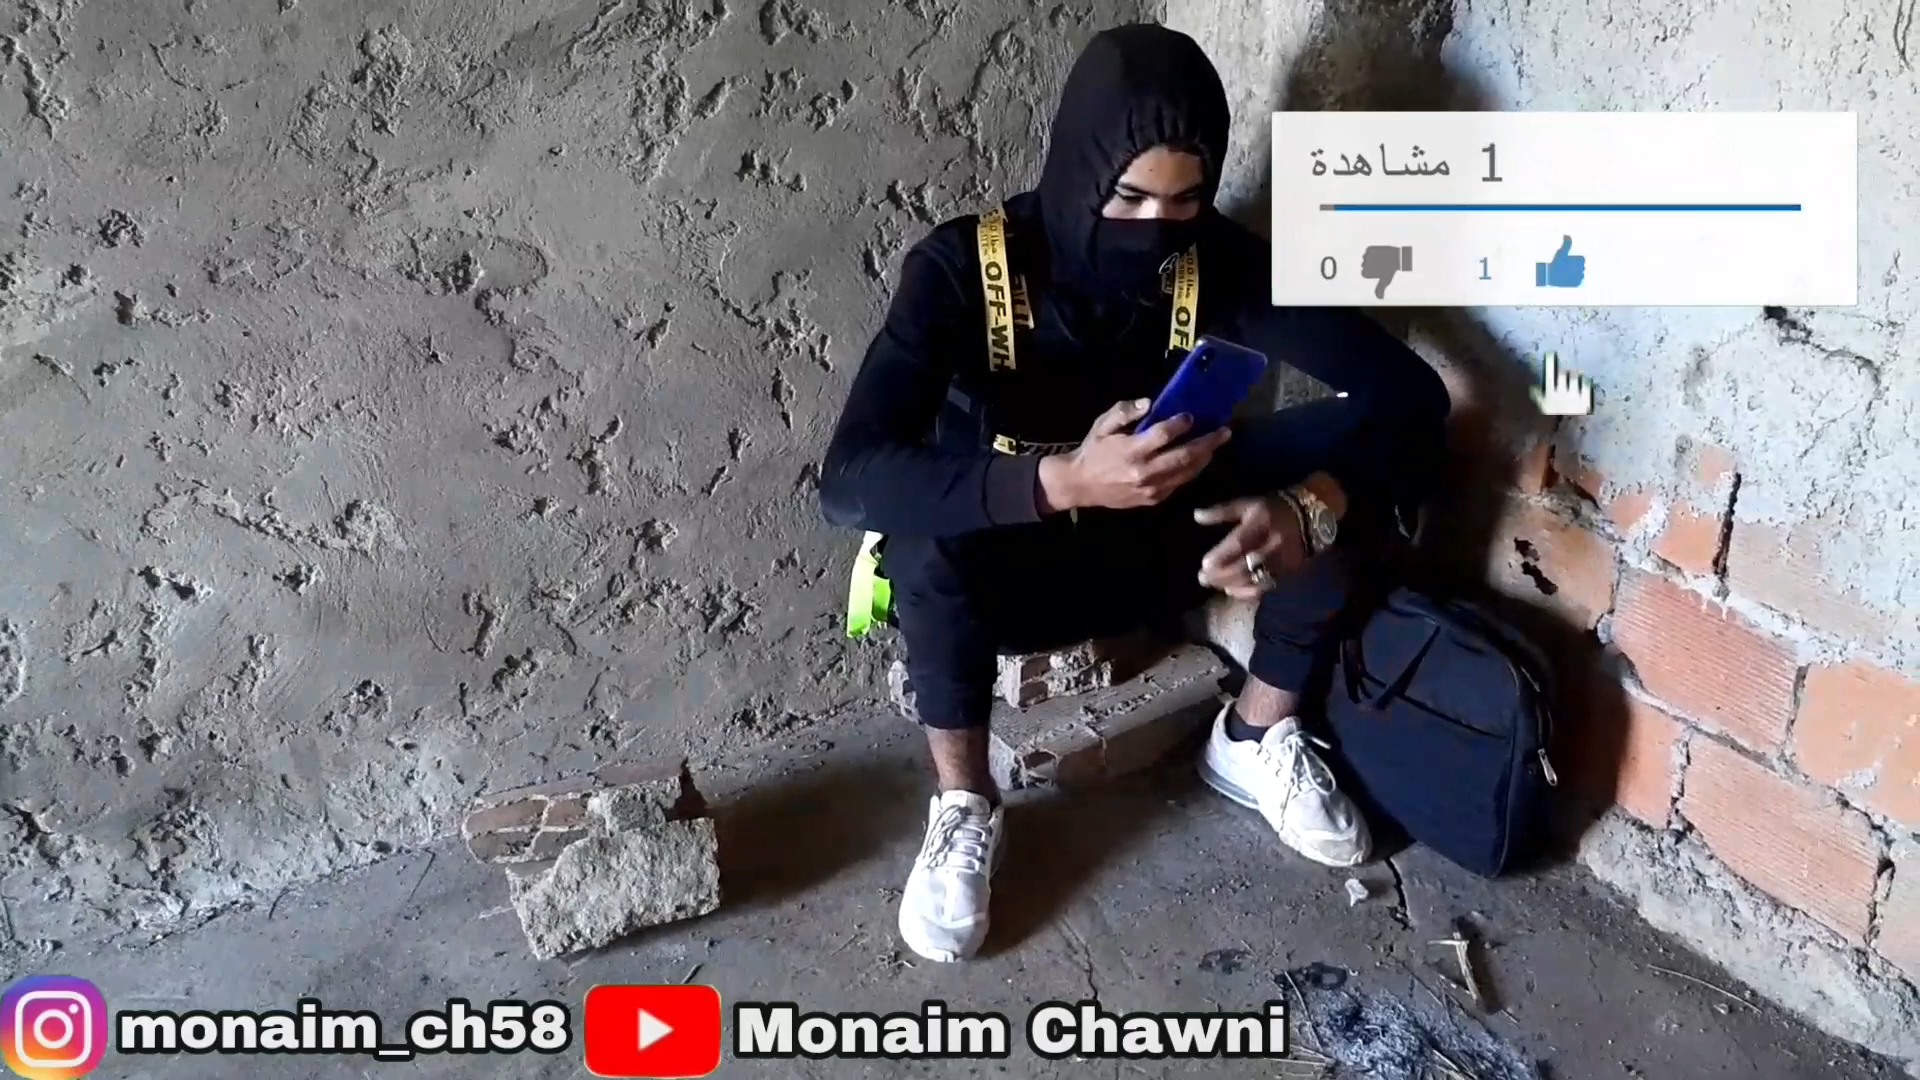 1 مشاهدة
0 1
OFF-WH
OF
monaim_ch58 Monaim Chawni